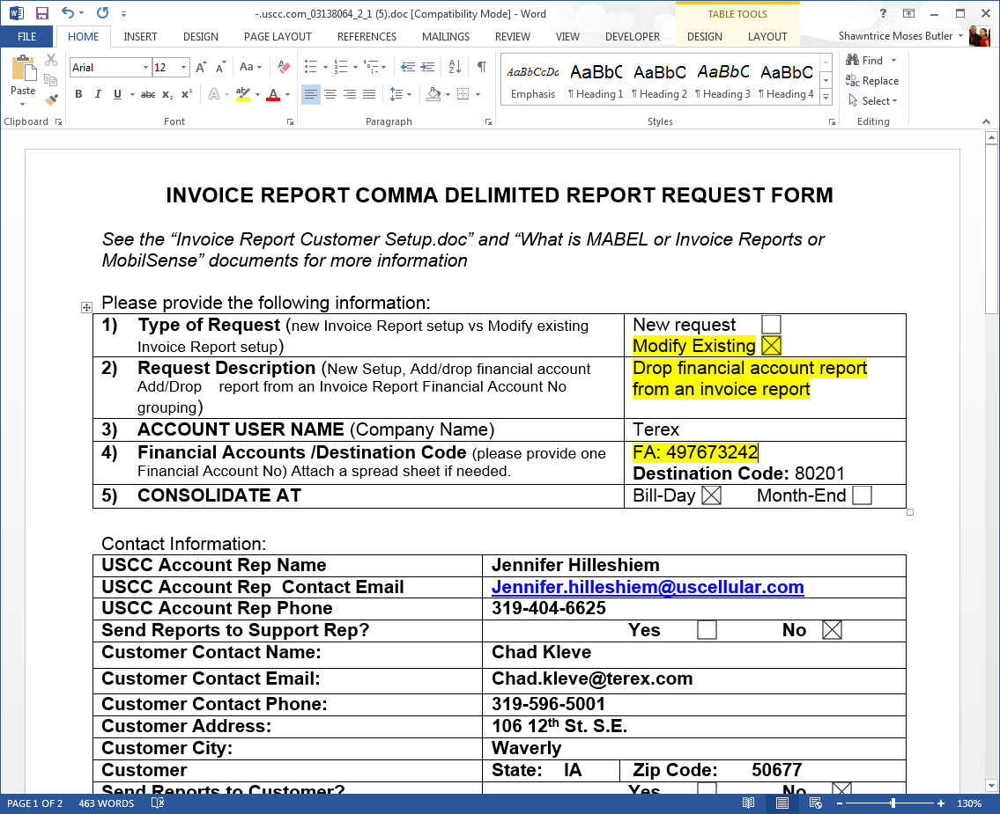 -.uscc.com_03138064_2_1 (5).doc [Compatibility Mode] - Word
TABLE TOOLS
FILE HOME INSERT DESIGN PAGE LAYOUT REFERENCES MAILINGS REVIEW VIEW DEVELOPER DESIGN LAYOUT Shawntrice Moses Butler
Paste
Arial 12
AaBbCcDc AaBbC AaBbC AaBbC AaBbC
Emphasis ¶ Heading 1 ¶ Heading 2 ¶ Heading 3 ¶ Heading 4
Find
Replace
Select
Clipboard Font Paragraph Styles Editing
INVOICE REPORT COMMA DELIMITED REPORT REQUEST FORM
See the “Invoice Report Customer Setup.doc” and “What is MABEL or Invoice Reports or
MobilSense” documents for more information
Please provide the following information:
1) Type of Request (new Invoice Report setup vs Modify existing
Invoice Report setup)
New request
Modify Existing
2) Request Description (New Setup, Add/drop financial account
Add/Drop report from an Invoice Report Financial Account No
grouping)
Drop financial account report
from an invoice report
3) ACCOUNT USER NAME (Company Name)
Terex
4) Financial Accounts /Destination Code (please provide one
Financial Account No) Attach a spread sheet if needed.
FA: 497673242
Destination Code: 80201
5) CONSOLIDATE AT
Bill-Day Month-End
Contact Information:
USCC Account Rep Name Jennifer Hilleshiem
USCC Account Rep Contact Email Jennifer.hilleshiem@uscellular.com
USCC Account Rep Phone 319-404-6625
Send Reports to Support Rep? Yes No
Customer Contact Name: Chad Kleve
Customer Contact Email: Chad.kleve@terex.com
Customer Contact Phone: 319-596-5001
Customer Address: 106 12th St. S.E.
Customer City: Waverly
Customer State: IA Zip Code: 50677
Send Reports to Customer? Yes No
PAGE 1 OF 2 463 WORDS 130%